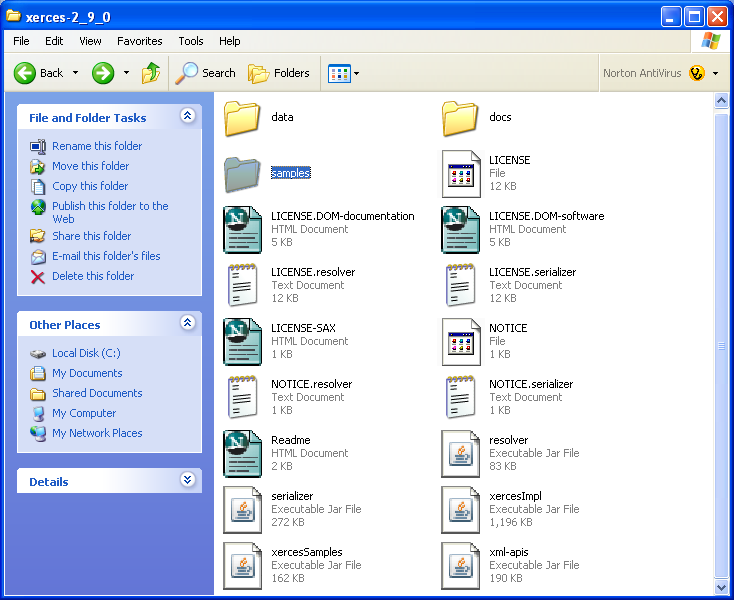 xerces-2_9_0
File Edit View Favorites Tools Help
Back Search Folders Norton AntiVirus
File and Folder Tasks
Rename this folder
Move this folder
Copy this folder
Publish this folder to the
Web
Share this folder
E-mail this folder's files
Delete this folder
Other Places
Local Disk (C:)
My Documents
Shared Documents
My Computer
My Network Places
Details
data
docs
samples
LICENSE
File
12 KB
LICENSE.DOM-documentation
HTML Document
5 KB
LICENSE.DOM-software
HTML Document
5 KB
LICENSE.resolver
Text Document
12 KB
LICENSE.serializer
Text Document
12 KB
LICENSE-SAX
HTML Document
1 KB
NOTICE
File
1 KB
NOTICE.resolver
Text Document
1 KB
NOTICE.serializer
Text Document
1 KB
Readme
HTML Document
2 KB
resolver
Executable Jar File
83 KB
serializer
Executable Jar File
272 KB
xercesImpl
Executable Jar File
1,196 KB
xercesSamples
Executable Jar File
162 KB
xml-apis
Executable Jar File
190 KB